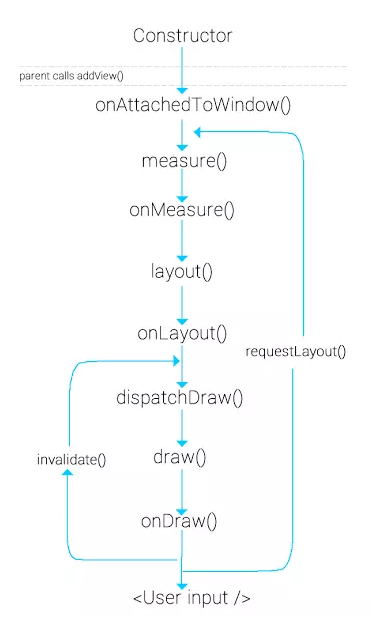 Constructor
parent calls addView()
onAttachedToWindow()
measure()
onMeasure()
layout()
onLayout()
requestLayout()
dispatchDraw()
invalidate()
draw()
onDraw()
<User input />